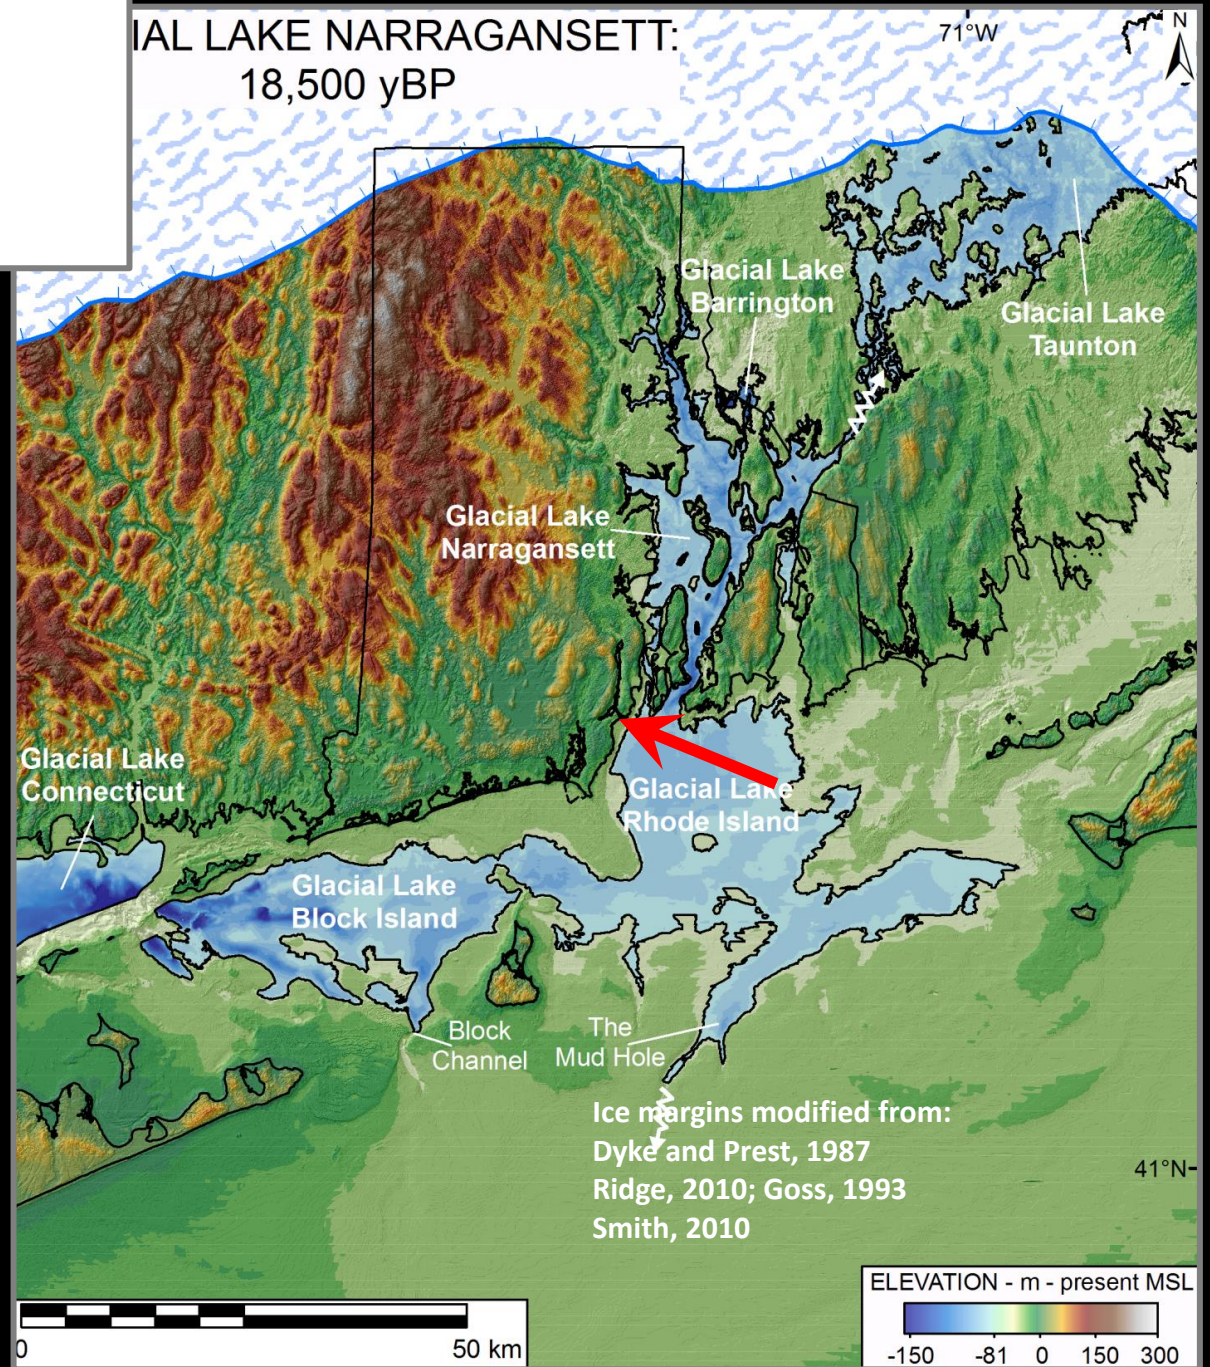 IAL LAKE NARRAGANSETT:
18,500 yBP
71°W
N
Glacial Lake
Barrington
Glacial Lake
Taunton
Glacial Lake
Narragansett
Glacial Lake
Connecticut
Glacial Lake
Rhode Island
Glacial Lake
Block Island
Block
Channel
The
Mud Hole
Ice margins modified from:
Dyke and Prest, 1987
Ridge, 2010; Goss, 1993
Smith, 2010
41°N
ELEVATION - m - present MSL
-150 -81 0 150 300
0 50 km